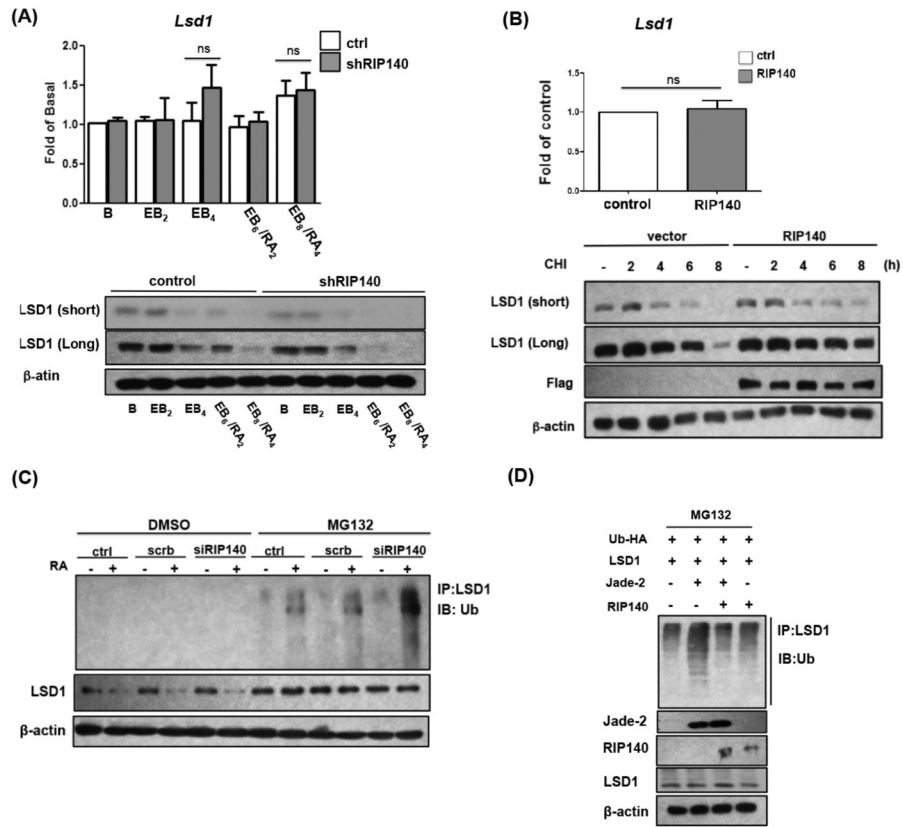 (A)
Lsd1
2.0
1.5
1.0
0.5
0.0
Fold of Basal
ns
ns
ctrl
shRIP140
B
EB2
EB4
EB6/RA2
EB8/RA4
control
shRIP140
LSD1 (short)
LSD1 (Long)
β-atin
B
EB2
EB4
EB6/RA2
EB8/RA4
B
EB2
EB4
EB6/RA2
EB8/RA4
(B)
Lsd1
ctrl
RIP140
1.5
1.0
0.5
0.0
Fold of control
ns
control
RIP140
vector
RIP140
CHI - 2 4 6 8 - 2 4 6 8 (h)
LSD1 (short)
LSD1 (Long)
Flag
β-actin
(C)
DMSO MG132
ctrl scrb siRIP140 ctrl scrb siRIP140
RA - + - + - + - + - + - +
IP:LSD1
IB: Ub
LSD1
β-actin
(D)
MG132
Ub-HA + + + +
LSD1 + + + +
Jade-2 - + + -
RIP140 - - + +
IP:LSD1
IB:Ub
Jade-2
RIP140
LSD1
β-actin